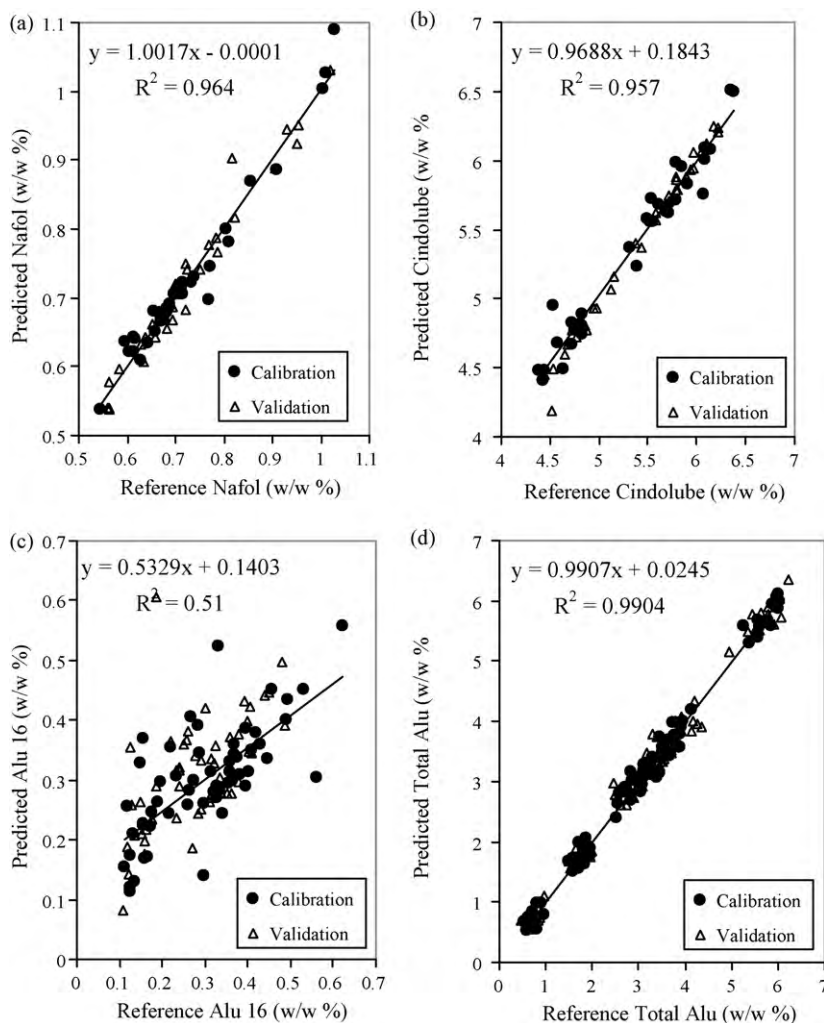 (a)
1.1
y = 1.0017x - 0.0001
R² = 0.964
1
0.9
0.8
0.7
0.6
0.5
Predicted Nafol (w/w %)
Calibration
Validation
0.5 0.6 0.7 0.8 0.9 1 1.1
Reference Nafol (w/w %)
(b)
7
y = 0.9688x + 0.1843
R² = 0.957
6.5
6
5.5
5
4.5
4
Predicted Cindolube (w/w %
Calibration
Validation
4 4.5 5 5.5 6 6.5 7
Reference Cindolube (w/w %)
(c)
0.7
y = 0.5329x + 0.1403
R² = 0.51
0.6
0.5
0.4
0.3
0.2
0.1
0
Predicted Alu 16 (w/w %)
Calibration
Validation
0 0.1 0.2 0.3 0.4 0.5 0.6 0.7
Reference Alu 16 (w/w %)
(d)
7
y = 0.9907x + 0.0245
R² = 0.9904
6
5
4
3
2
1
0
Predicted Total Alu (w/w %
Calibration
Validation
0 1 2 3 4 5 6 7
Reference Total Alu (w/w %)